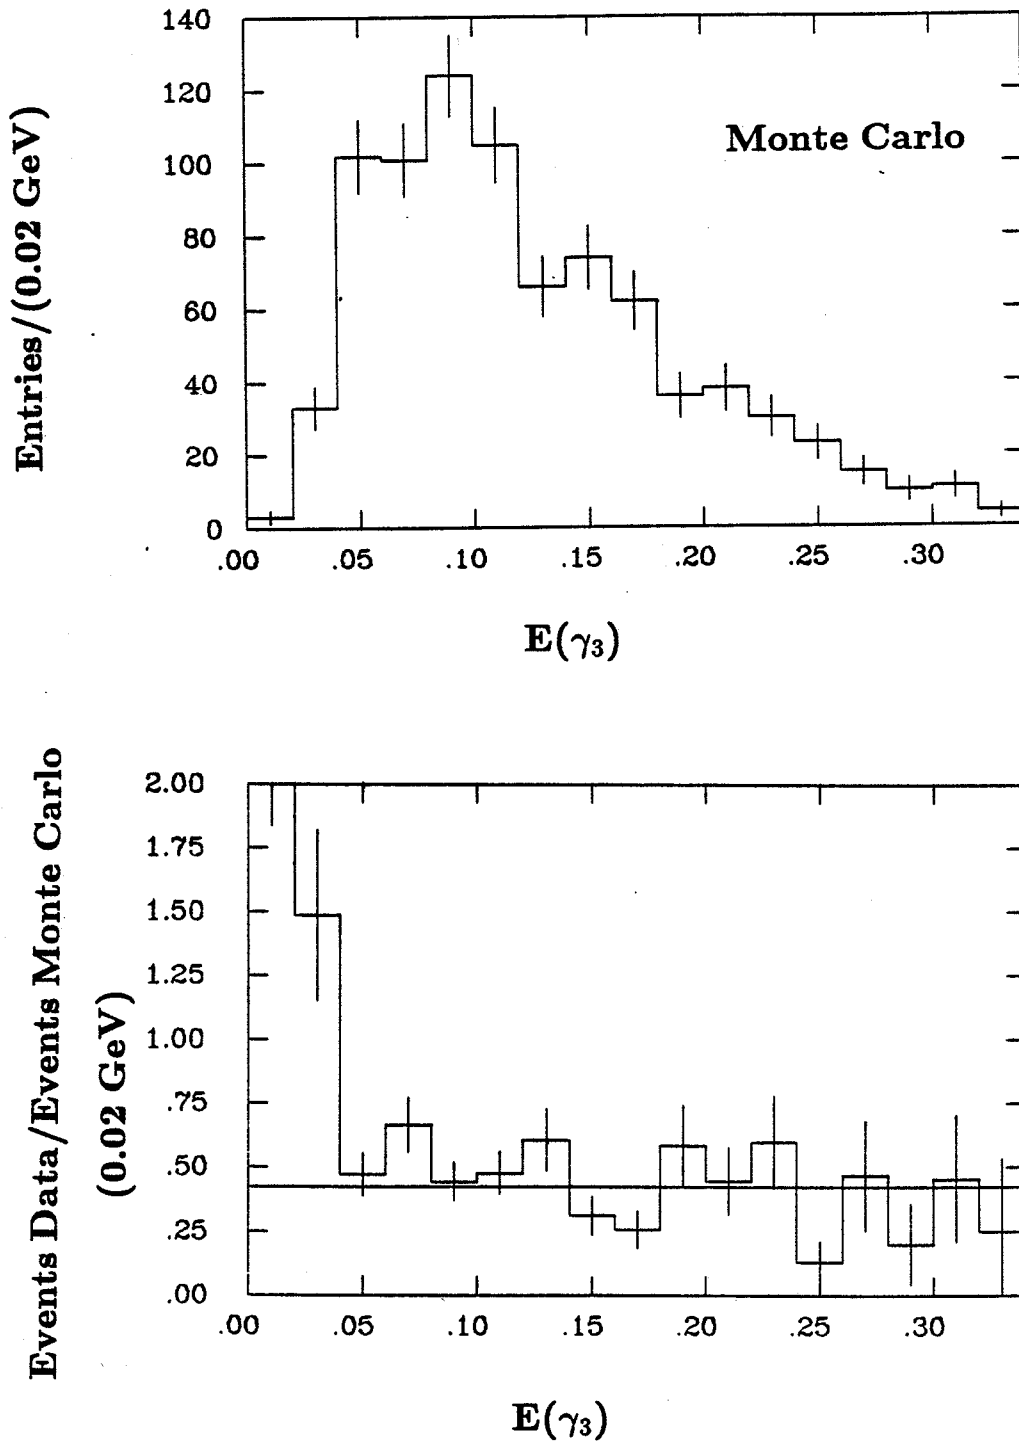 140
120
100
80
60
40
20
0
Entries/(0.02 GeV)
Monte Carlo
.00 .05 .10 .15 .20 .25 .30
E(γ₃)
2.00
1.75
1.50
1.25
1.00
.75
.50
.25
.00
Events Data/Events Monte Carlo
(0.02 GeV)
.00 .05 .10 .15 .20 .25 .30
E(γ₃)